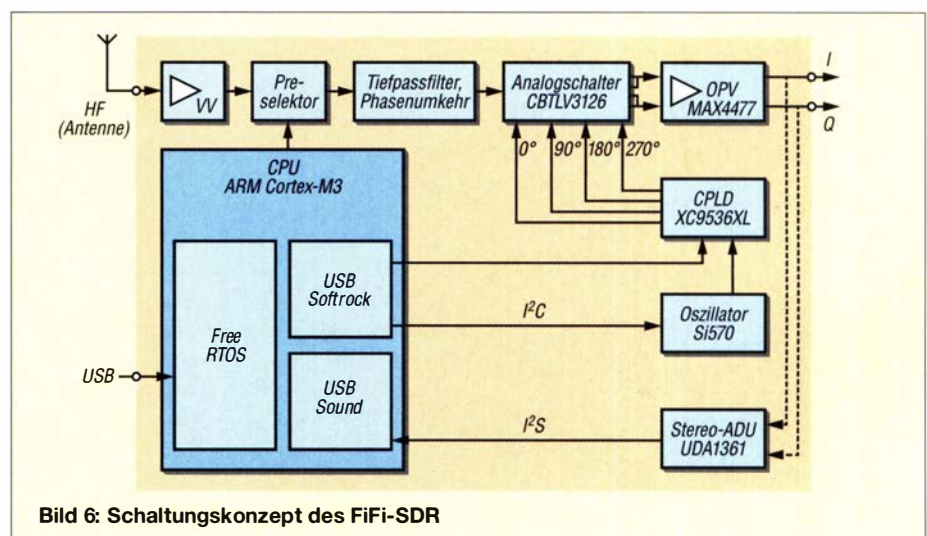 HF
(Antenne)
VV
Pre-
selektor
Tiefpassfilter,
Phasenumkehr
Analogschalter
CBTLV3126
OPV
MAX4477
I
Q
0° 90° 180° 270°
CPU
ARM Cortex-M3
CPLD
XC9536XL
USB
Softrock
Free
RTOS
I²C
Oszillator
Si570
USB
USB
Sound
I²S
Stereo-ADU
UDA1361
Bild 6: Schaltungskonzept des FiFi-SDR